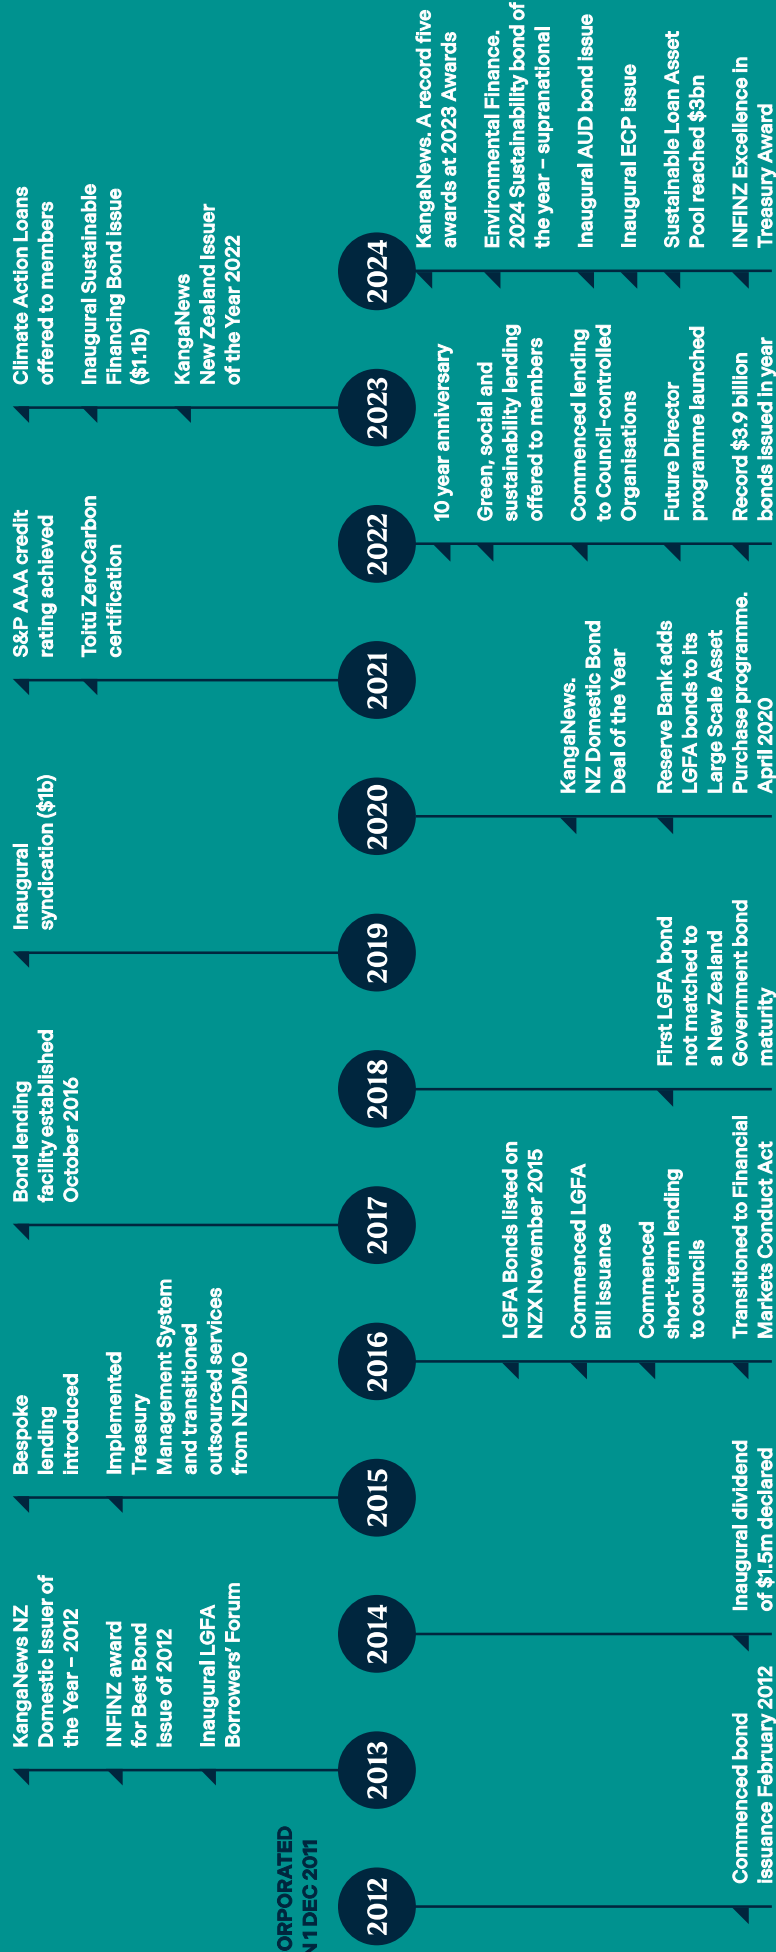 ORPORATED
N 1 DEC 2011
2012
Commenced bond
issuance February 2012
2013
KangaNews NZ
Domestic Issuer of
the Year – 2012
INFINZ award
for Best Bond
issue of 2012
Inaugural LGFA
Borrowers’ Forum
2014
Inaugural dividend
of $1.5m declared
2015
Bespoke
lending
introduced
Implemented
Treasury
Management System
and transitioned
outsourced services
from NZDMO
2016
LGFA Bonds listed on
NZX November 2015
Commenced LGFA
Bill issuance
Commenced
short-term lending
to councils
Transitioned to Financial
Markets Conduct Act
2017
Bond lending
facility established
October 2016
2018
First LGFA bond
not matched to
a New Zealand
Government bond
maturity
2019
Inaugural
syndication ($1b)
2020
KangaNews.
NZ Domestic Bond
Deal of the Year
Reserve Bank adds
LGFA bonds to its
Large Scale Asset
Purchase programme.
April 2020
2021
S&P AAA credit
rating achieved
Toitū ZeroCarbon
certification
2022
10 year anniversary
Green, social and
sustainability lending
offered to members
Commenced lending
to Council-controlled
Organisations
Future Director
programme launched
Record $3.9 billion
bonds issued in year
2023
Climate Action Loans
offered to members
Inaugural Sustainable
Financing Bond issue
($1.1b)
KangaNews
New Zealand Issuer
of the Year 2022
2024
KangaNews. A record five
awards at 2023 Awards
Environmental Finance.
2024 Sustainability bond of
the year – supranational
Inaugural AUD bond issue
Inaugural ECP issue
Sustainable Loan Asset
Pool reached $3bn
INFINZ Excellence in
Treasury Award